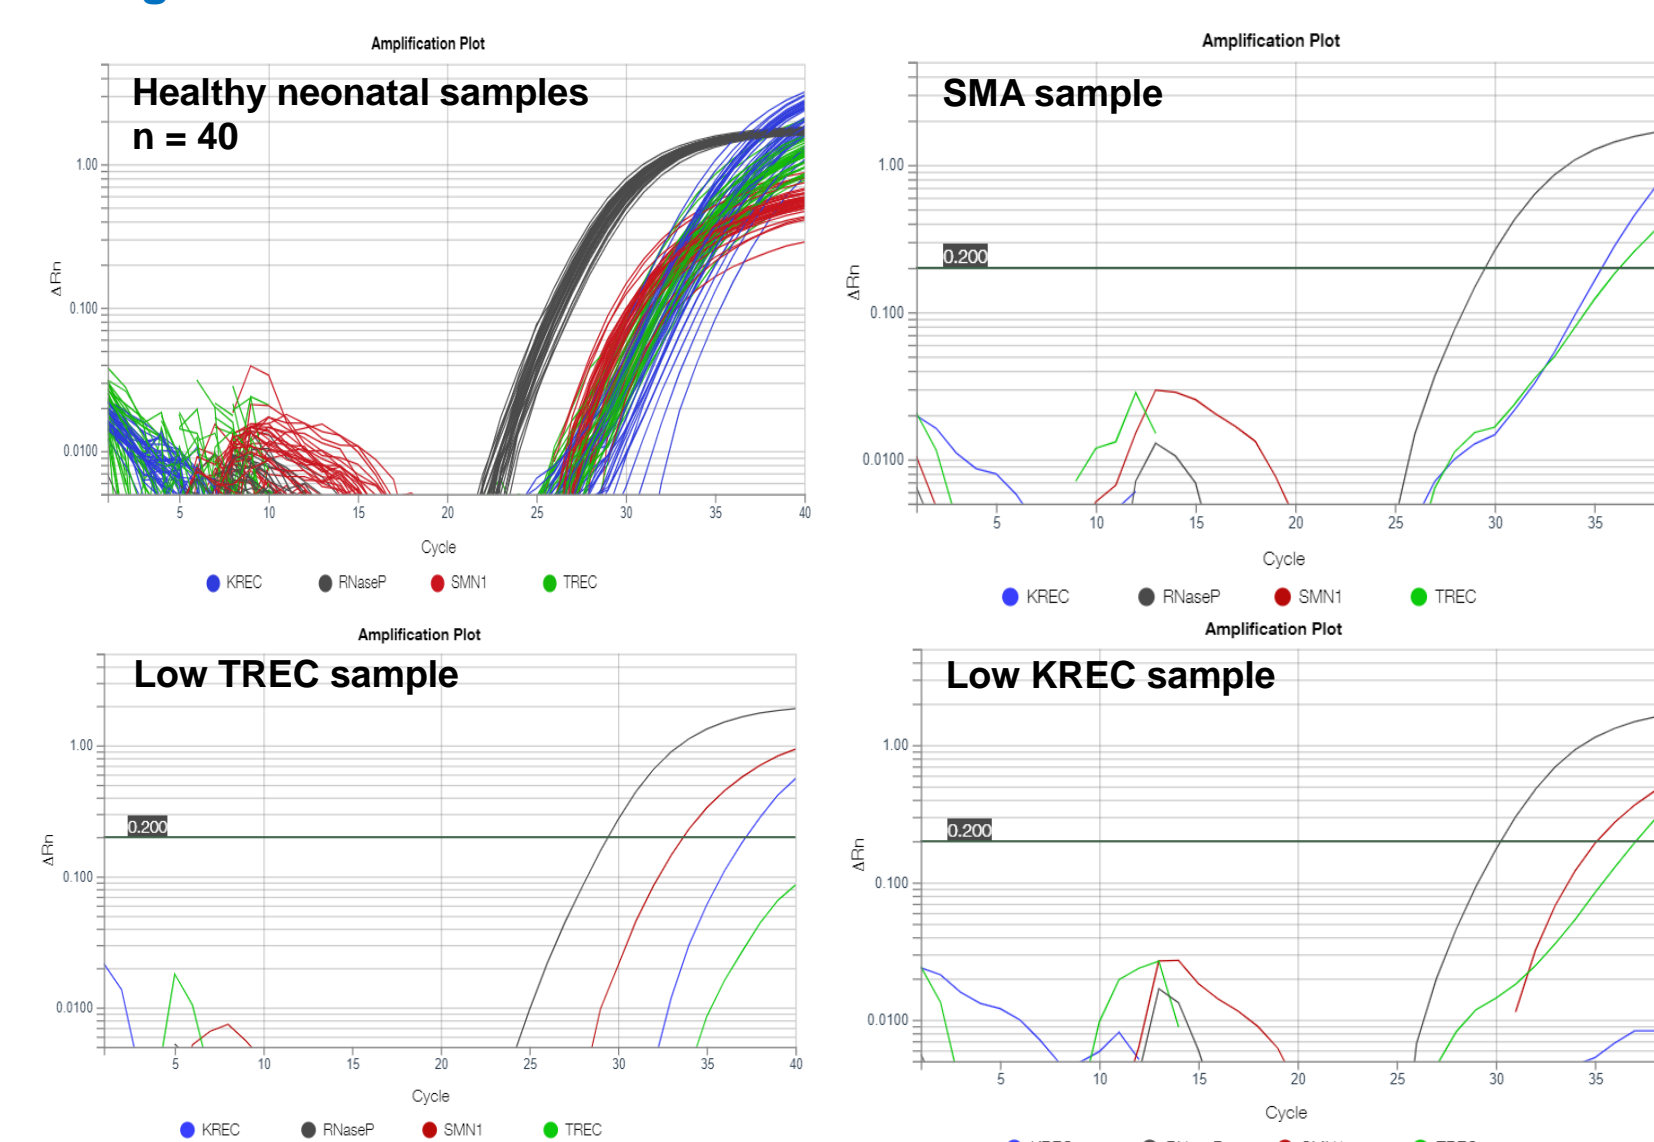 Amplification Plot
Healthy neonatal samples
n = 40
1.00
0.100
0.0100
ΔRn
5 10 15 20 25 30 35 40
Cycle
KREC RNaseP SMN1 TREC
Amplification Plot
SMA sample
1.00
0.200
0.100
0.0100
ΔRn
5 10 15 20 25 30 35
Cycle
KREC RNaseP SMN1 TREC
Amplification Plot
Low TREC sample
1.00
0.200
0.100
0.0100
ΔRn
5 10 15 20 25 30 35 40
Cycle
KREC RNaseP SMN1 TREC
Amplification Plot
Low KREC sample
1.00
0.200
0.100
0.0100
ΔRn
5 10 15 20 25 30 35
Cycle